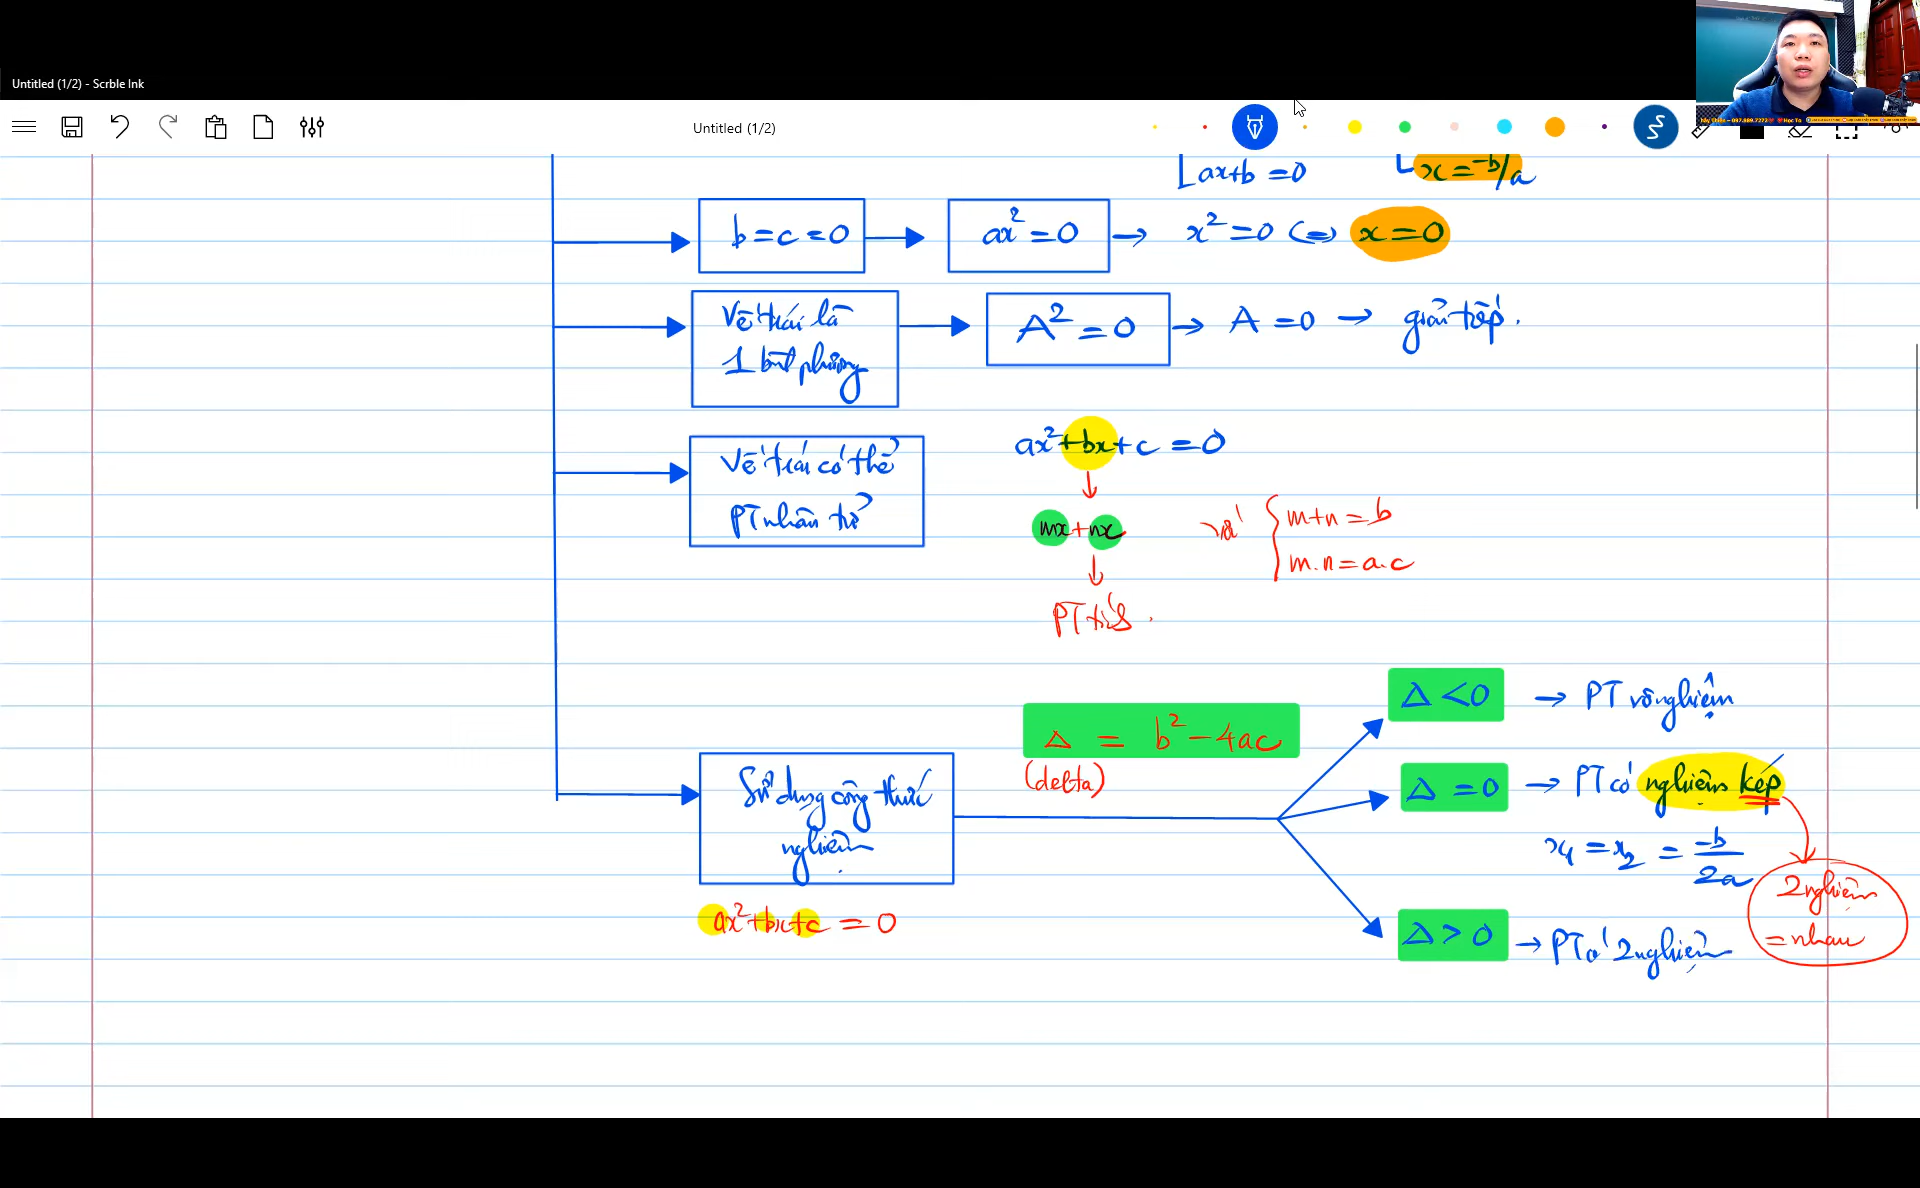 Untitled (1/2) - Scrble Ink
Untitled (1/2)
ax+b =0
x = -b/a
b = c = 0
ax² = 0
→ x² = 0 (=) x = 0
Vế trái là
1 bình phương
A² = 0
→ A = 0 → giải tiếp.
Vế trái có thể
PT nhân tử
ax²+bx+c = 0
mx+nx
với
m+n = b
m.n = a.c
PT tích.
Δ < 0 → PT vô nghiệm
Δ = b² - 4ac
(delta)
Sử dụng công thức
nghiệm
Δ = 0 → PT có nghiệm kép
x₁ = x₂ = -b/2a
2 nghiệm
= nhau
ax²+bx+c = 0
Δ > 0 → PT có 2 nghiệm